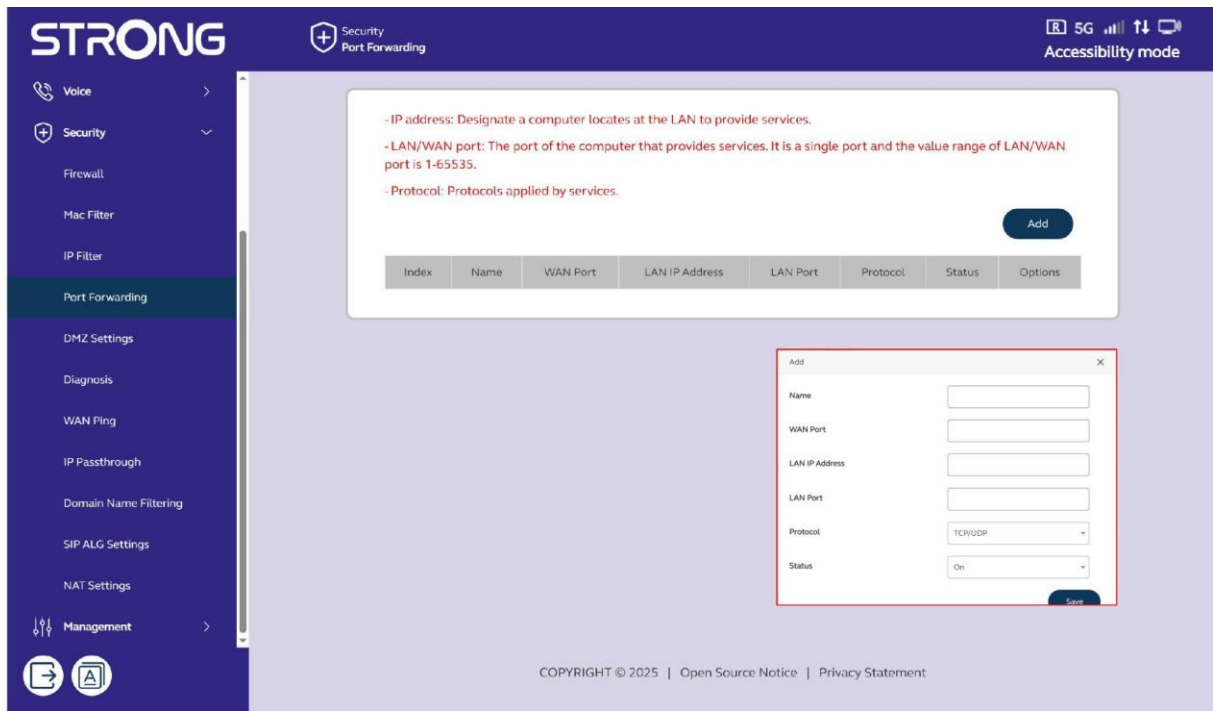 STRONG
Security
Port Forwarding
R 5G
Accessibility mode
Voice
Security
Firewall
Mac Filter
IP Filter
Port Forwarding
DMZ Settings
Diagnosis
WAN Ping
IP Passthrough
Domain Name Filtering
SIP ALG Settings
NAT Settings
Management
A
- IP address: Designate a computer locates at the LAN to provide services.
- LAN/WAN port: The port of the computer that provides services. It is a single port and the value range of LAN/WAN
port is 1-65535.
- Protocol: Protocols applied by services.
Add
Index Name WAN Port LAN IP Address LAN Port Protocol Status Options
Add
Name
WAN Port
LAN IP Address
LAN Port
Protocol TCP/UDP
Status On
Save
COPYRIGHT © 2025 | Open Source Notice | Privacy Statement